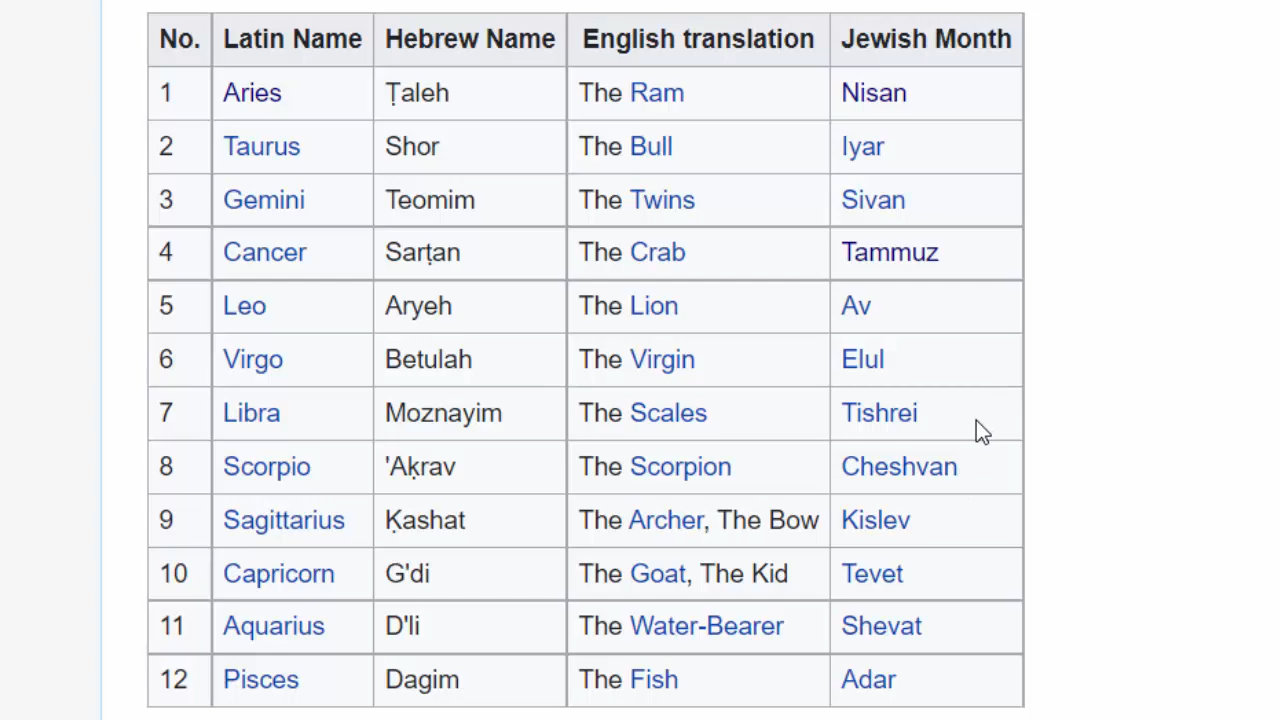 No. Latin Name Hebrew Name English translation Jewish Month
1 Aries Ṭaleh The Ram Nisan
2 Taurus Shor The Bull Iyar
3 Gemini Teomim The Twins Sivan
4 Cancer Sarṭan The Crab Tammuz
5 Leo Aryeh The Lion Av
6 Virgo Betulah The Virgin Elul
7 Libra Moznayim The Scales Tishrei
8 Scorpio 'Aḳrav The Scorpion Cheshvan
9 Sagittarius Ḳashat The Archer, The Bow Kislev
10 Capricorn G'di The Goat, The Kid Tevet
11 Aquarius D'li The Water-Bearer Shevat
12 Pisces Dagim The Fish Adar